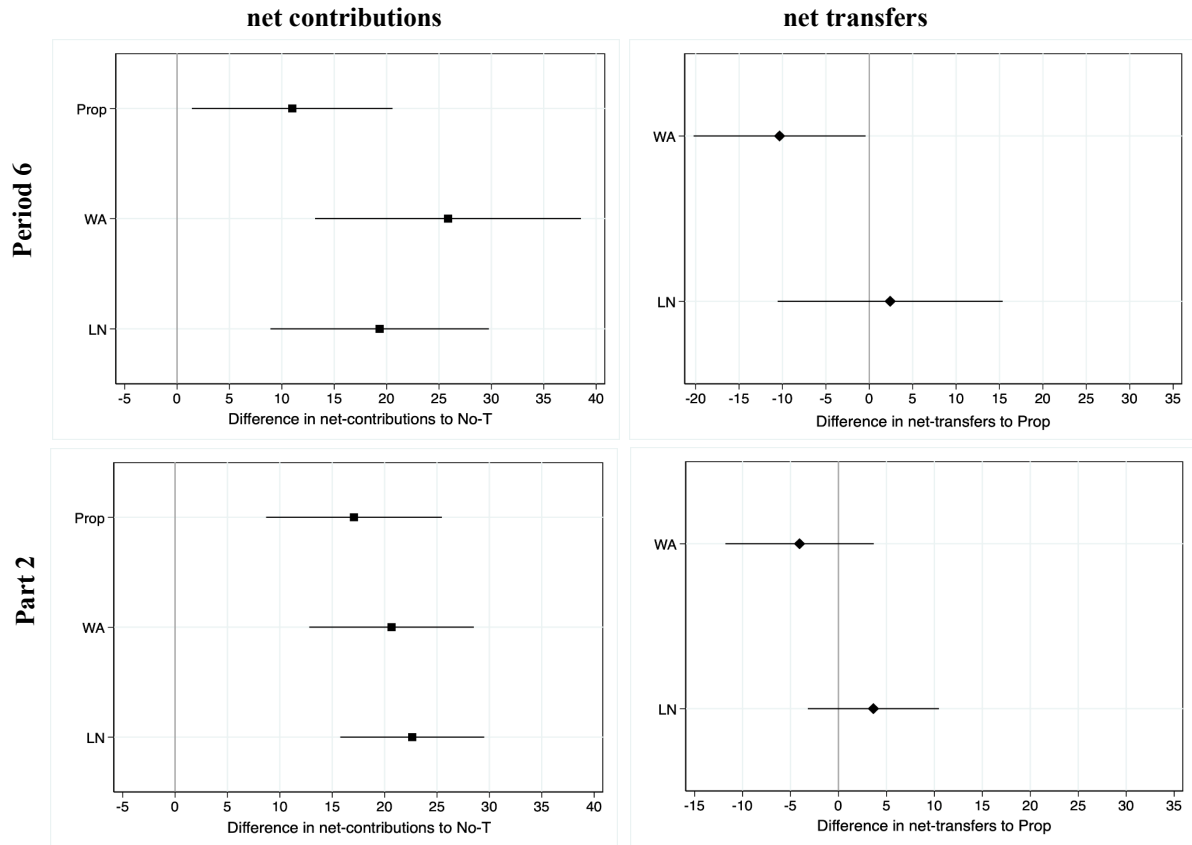 net contributions
net transfers
Period 6
Prop
WA
LN
-5 0 5 10 15 20 25 30 35 40
Difference in net-contributions to No-T
WA
LN
-20 -15 -10 -5 0 5 10 15 20 25 30 35
Difference in net-transfers to Prop
Part 2
Prop
WA
LN
-5 0 5 10 15 20 25 30 35 40
Difference in net-contributions to No-T
WA
LN
-15 -10 -5 0 5 10 15 20 25 30 35
Difference in net-transfers to Prop